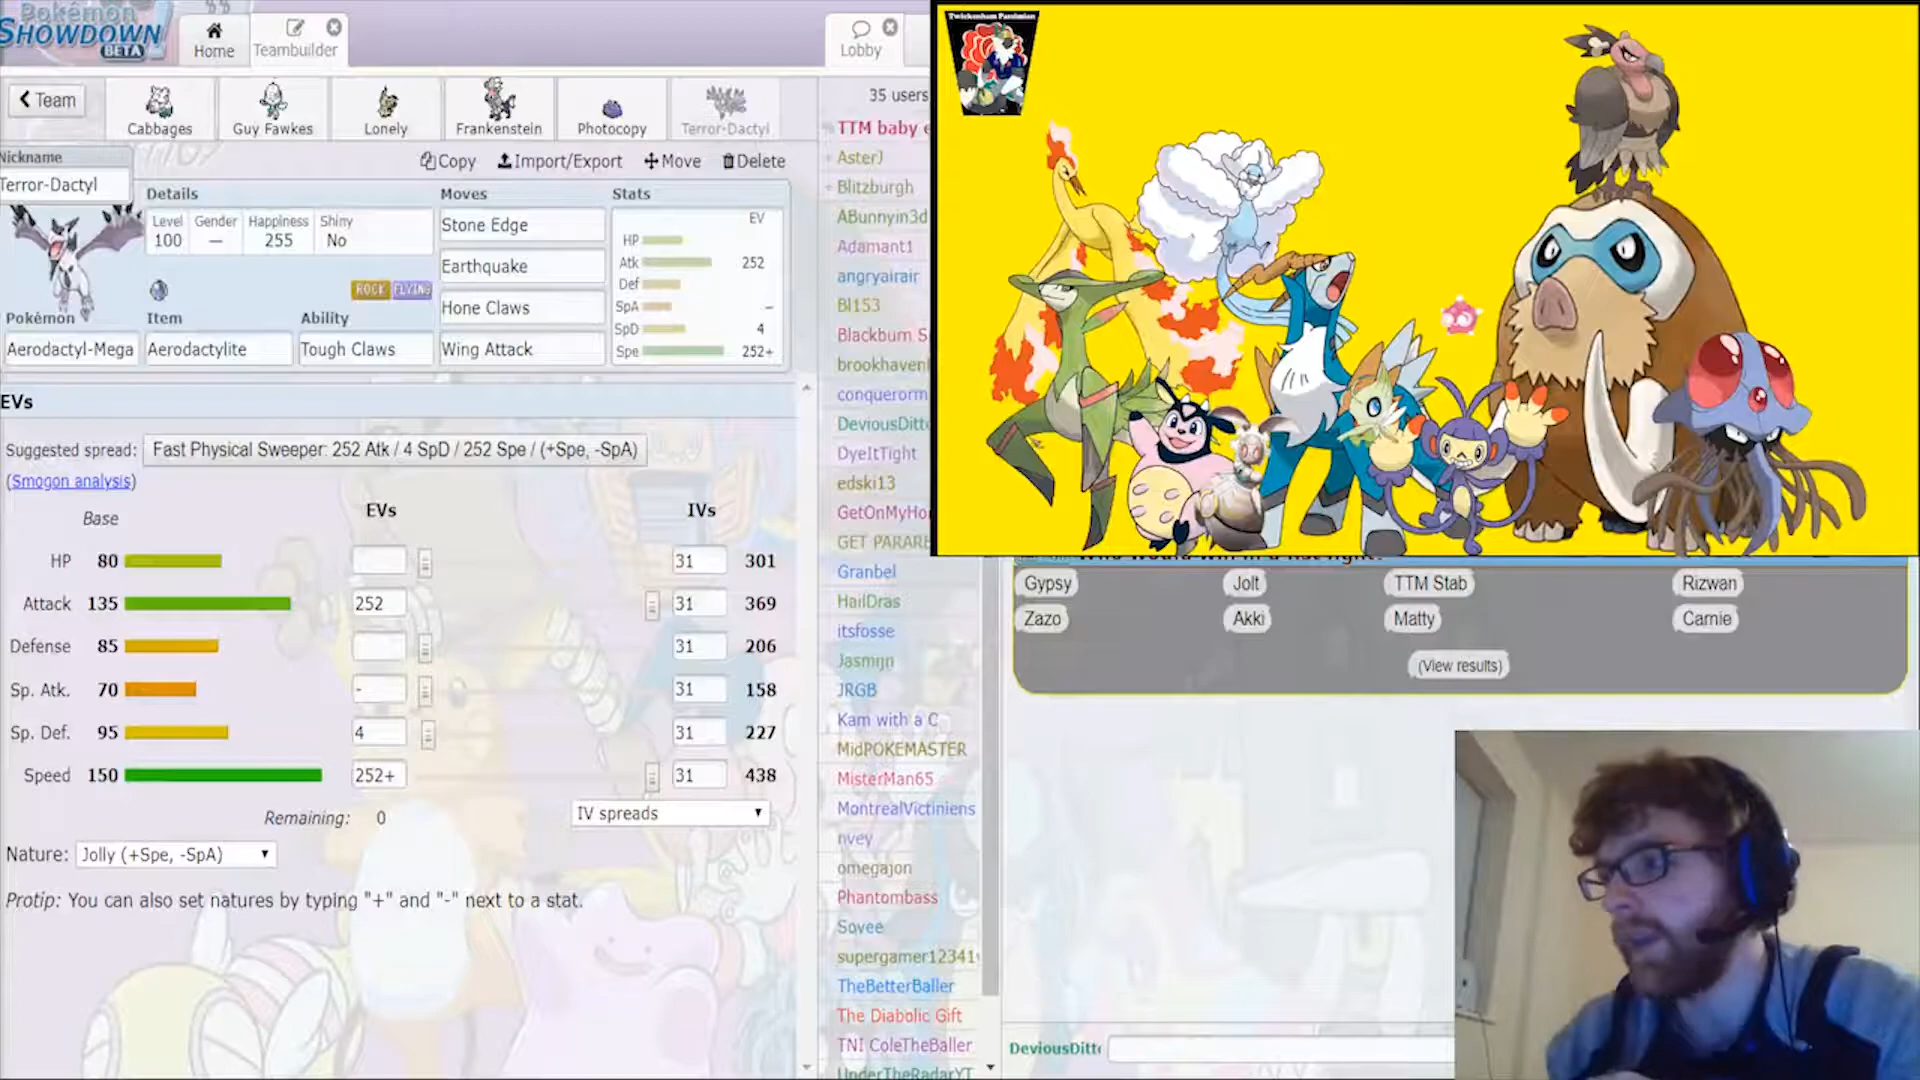 Pokémon
SHOWDOWN
BETA
Home
Teambuilder
Lobby
Team
Cabbages
Guy Fawkes
Lonely
Frankenstein
Photocopy
Terror-Dactyl
35 users
Nickname
Terror-Dactyl
Copy
Import/Export
Move
Delete
Details
Moves
Stats
Level
100
Gender
—
Happiness
255
Shiny
No
Stone Edge
Earthquake
Hone Claws
Wing Attack
EV
HP
Atk 252
Def
SpA –
SpD 4
Spe 252+
ROCK FLYING
Pokémon
Item
Ability
Aerodactyl-Mega
Aerodactylite
Tough Claws
EVs
Suggested spread: Fast Physical Sweeper: 252 Atk / 4 SpD / 252 Spe / (+Spe, -SpA)
(Smogon analysis)
Base EVs IVs
HP 80 31 301
Attack 135 252 31 369
Defense 85 31 206
Sp. Atk. 70 - 31 158
Sp. Def. 95 4 31 227
Speed 150 252+ 31 438
Remaining: 0
IV spreads
Nature: Jolly (+Spe, -SpA)
Protip: You can also set natures by typing "+" and "-" next to a stat.
TTM baby
AsterJ
Blitzburgh
ABunnyin3d
Adamant1
angryairair
Bl153
Blackburn S
brookhaven
conquerorm
DeviousDitt
DyeItTight
edski13
GetOnMyHo
GET PARARE
Granbel
HailDras
itsfosse
Jasmijn
JRGB
Kam with a C
MidPOKEMASTER
MisterMan65
MontrealVictiniens
nvey
omegajon
Phantombass
Sovee
supergamer12341
TheBetterBaller
The Diabolic Gift
TNI ColeTheBaller
UnderTheRadarYT
Twickenham Passimian
Gypsy
Jolt
TTM Stab
Rizwan
Zazo
Akki
Matty
Carnie
(View results)
DeviousDitt